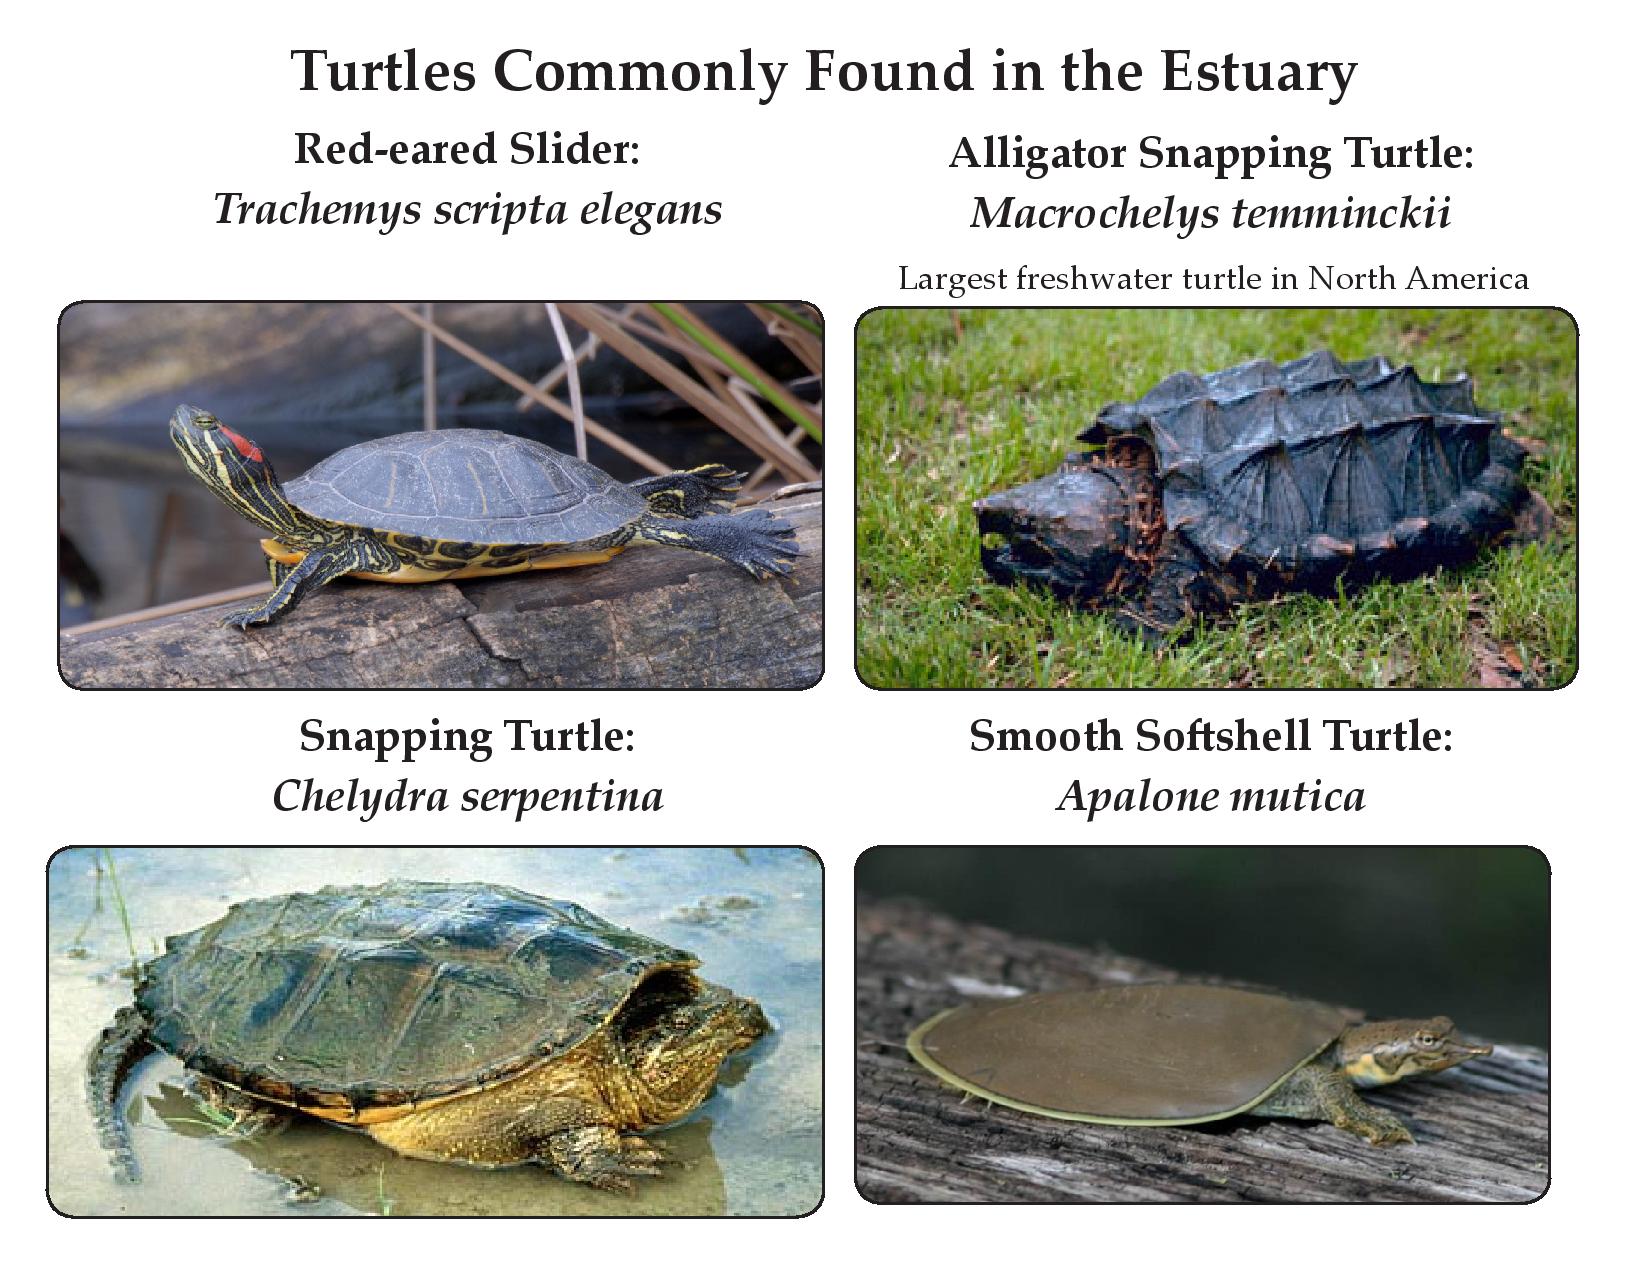 Turtles Commonly Found in the Estuary
Red-eared Slider:
Trachemys scripta elegans
Alligator Snapping Turtle:
Macrochelys temminckii
Largest freshwater turtle in North America
Snapping Turtle:
Chelydra serpentina
Smooth Softshell Turtle:
Apalone mutica